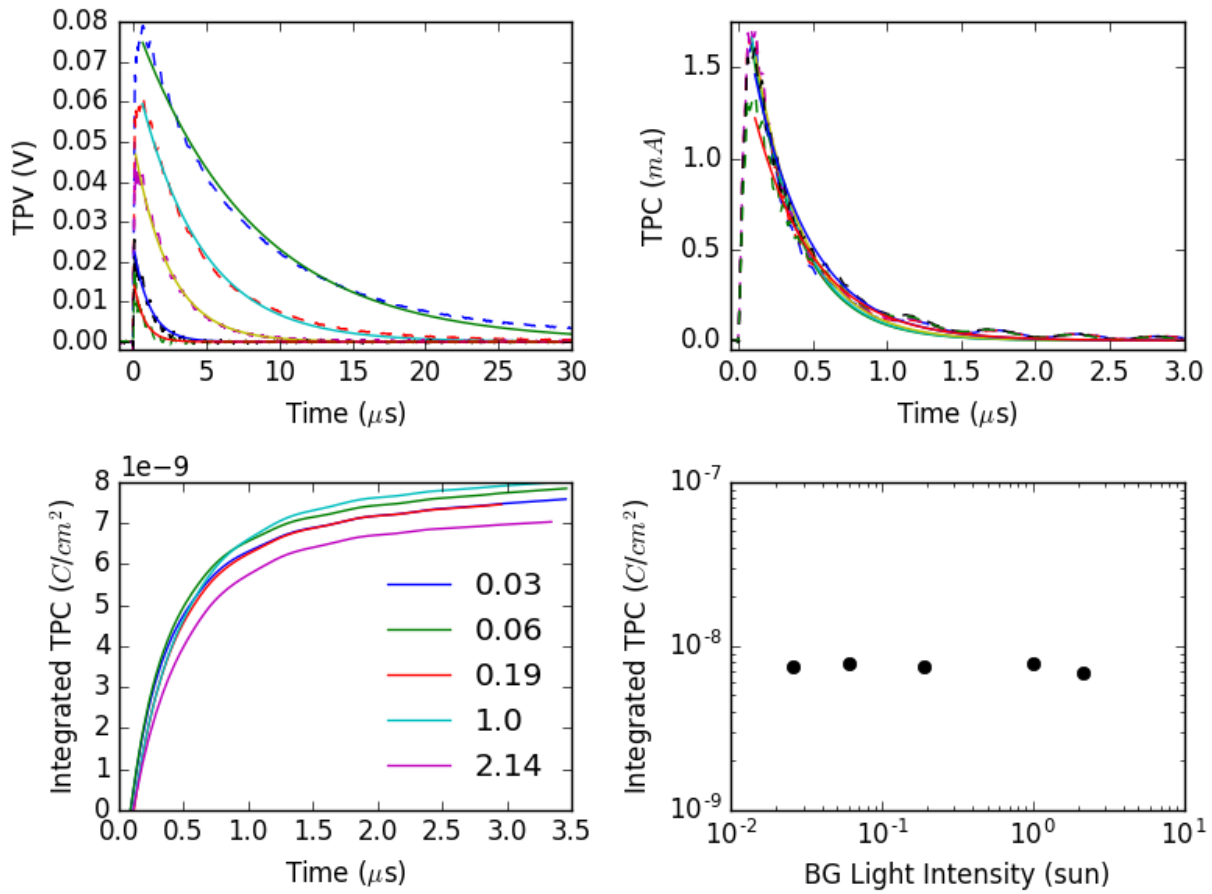 TPV (V)
0.08
0.07
0.06
0.05
0.04
0.03
0.02
0.01
0.00
0 5 10 15 20 25 30
Time (μs)
TPC (mA)
1.5
1.0
0.5
0.0
0.0 0.5 1.0 1.5 2.0 2.5 3.0
Time (μs)
1e−9
Integrated TPC (C/cm²)
8
7
6
5
4
3
2
1
0
0.03
0.06
0.19
1.0
2.14
0.0 0.5 1.0 1.5 2.0 2.5 3.0 3.5
Time (μs)
Integrated TPC (C/cm²)
10⁻⁷
10⁻⁸
10⁻⁹
10⁻² 10⁻¹ 10⁰ 10¹
BG Light Intensity (sun)